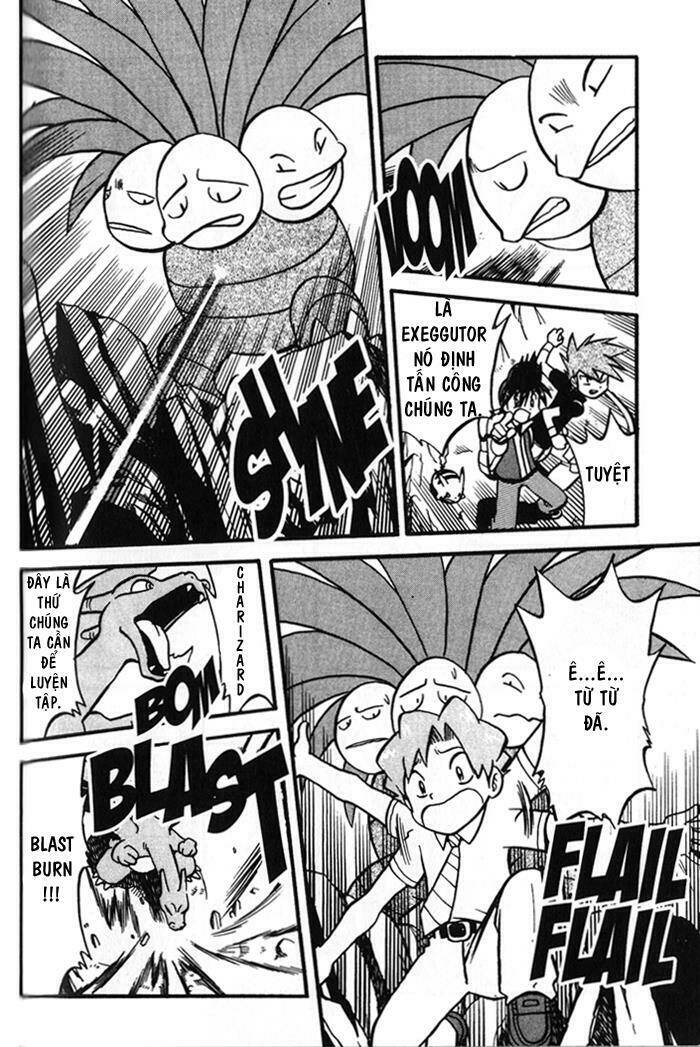 SHYNE
VOOM
LÀ
EXEGGUTOR
NÓ ĐỊNH
TẤN CÔNG
CHÚNG TA.
TUYỆT
ĐÂY LÀ
THỨ
CHÚNG
TA CẦN
ĐỂ
LUYỆN
TẬP.
CHARIZARD
BOM
BLAST
BLAST
BURN
!!!
Ê...Ê...
TỪ TỪ
ĐÃ.
FLAIL
FLAIL